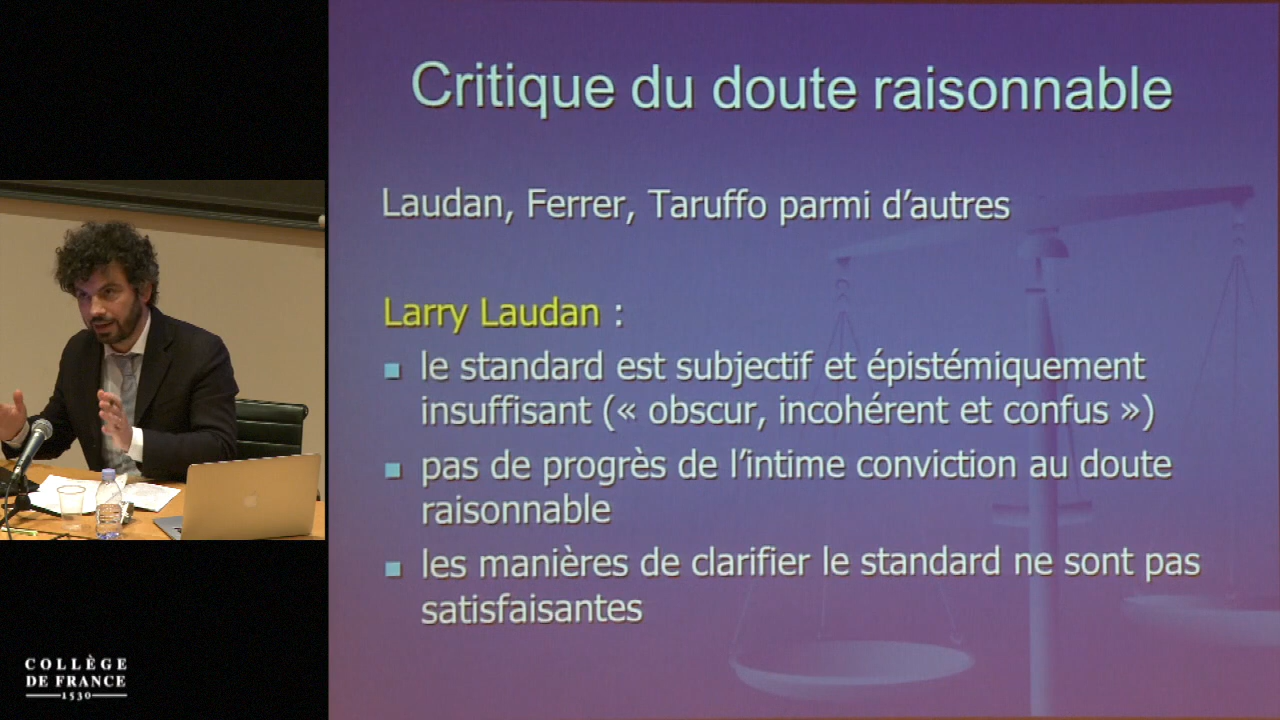 Critique du doute raisonnable
Laudan, Ferrer, Taruffo parmi d’autres
Larry Laudan :
le standard est subjectif et épistémiquement
insuffisant (« obscur, incohérent et confus »)
pas de progrès de l’intime conviction au doute
raisonnable
les manières de clarifier le standard ne sont pas
satisfaisantes
COLLÈGE
DE FRANCE
1530